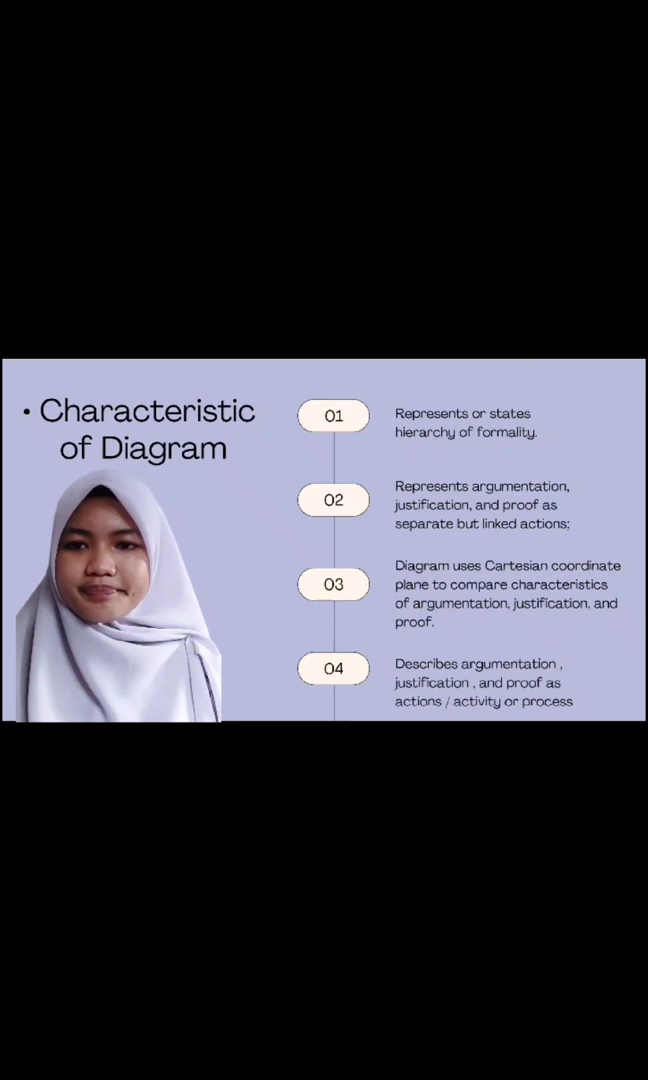 • Characteristic
of Diagram
01
Represents or states
hierarchy of formality.
02
Represents argumentation,
justification, and proof as
separate but linked actions;
03
Diagram uses Cartesian coordinate
plane to compare characteristics
of argumentation, justification, and
proof.
04
Describes argumentation ,
justification , and proof as
actions / activity or process